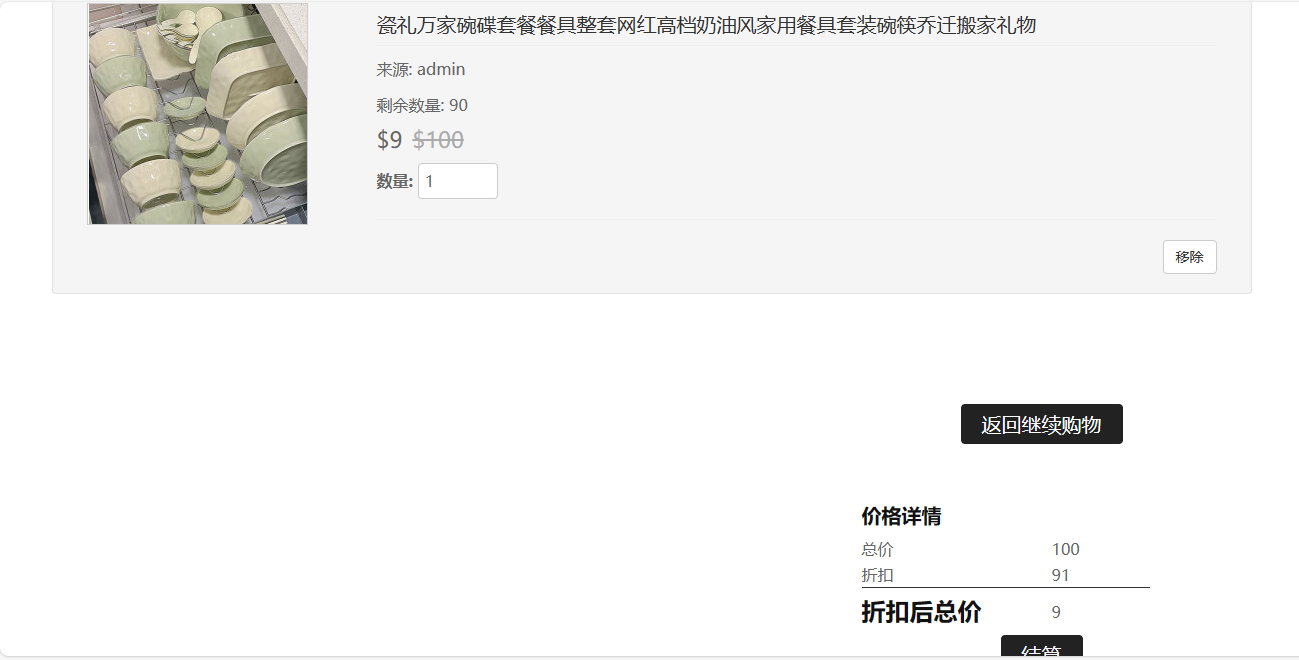 瓷礼万家碗碟套餐餐具整套网红高档奶油风家用餐具套装碗筷乔迁搬家礼物
来源: admin
剩余数量: 90
$9 $100
数量: 1
移除
返回继续购物
价格详情
总价 100
折扣 91
折扣后总价 9
结算